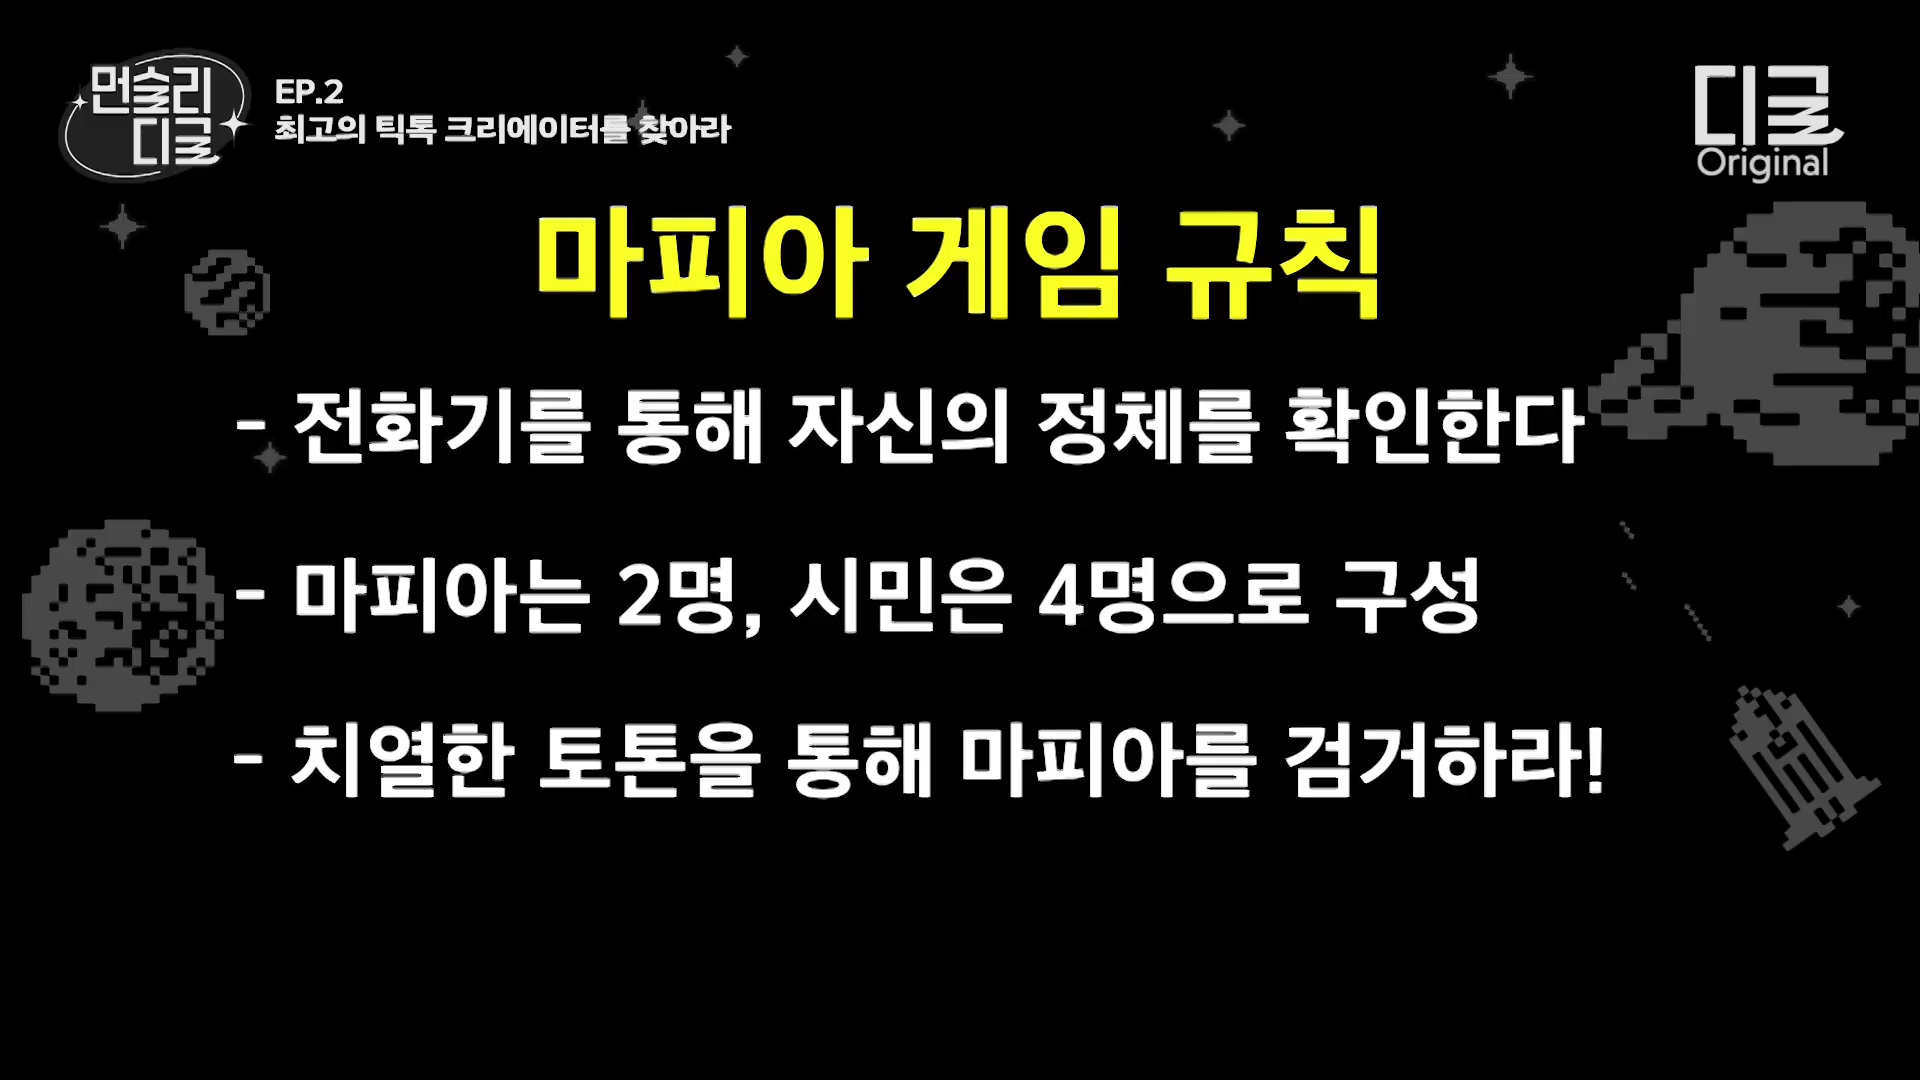 먼슬리
디글
EP.2
최고의 틱톡 크리에이터를 찾아라
디글
Original
마피아 게임 규칙
- 전화기를 통해 자신의 정체를 확인한다
- 마피아는 2명, 시민은 4명으로 구성
- 치열한 토톤을 통해 마피아를 검거하라!